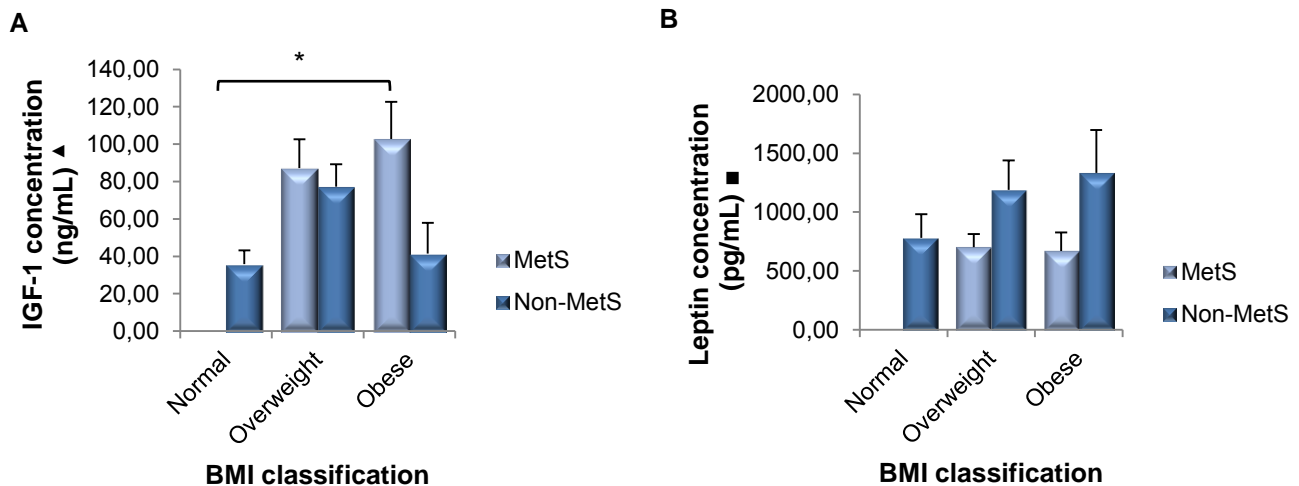 A
IGF-1 concentration
(ng/mL) ▲
140,00
120,00
100,00
80,00
60,00
40,00
20,00
0,00
*
Normal
Overweight
Obese
BMI classification
MetS
Non-MetS
B
Leptin concentration
(pg/mL) ■
2000,00
1500,00
1000,00
500,00
0,00
Normal
Overweight
Obese
BMI classification
MetS
Non-MetS